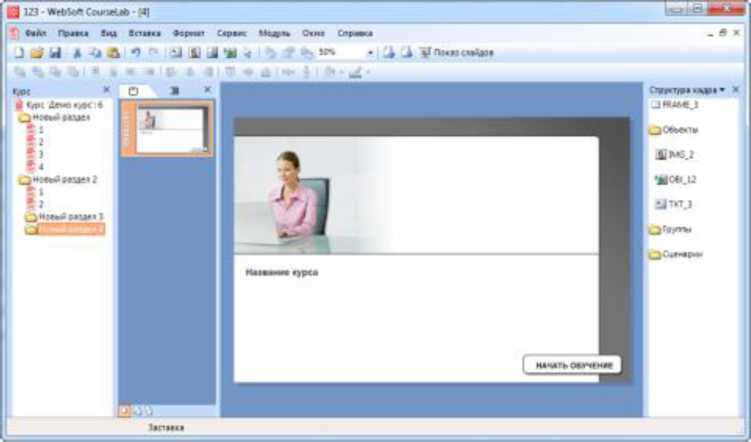 123 - WebSoft CourseLab - [4]
Файл Правка Вид Вставка Формат Сервис Модуль Окно Справка
50% Показ слайдов
Курс
Курс 'Демо курс': 6
Новый раздел
1
2
3
4
Новый раздел 2
1
2
Новый раздел 3
Новый раздел 4
Название курса
НАЧАТЬ ОБУЧЕНИЕ
Структура кадра
FRAME_3
Объекты
IMG_2
OBJ_12
TXT_3
Группы
Сценарии
Заставка